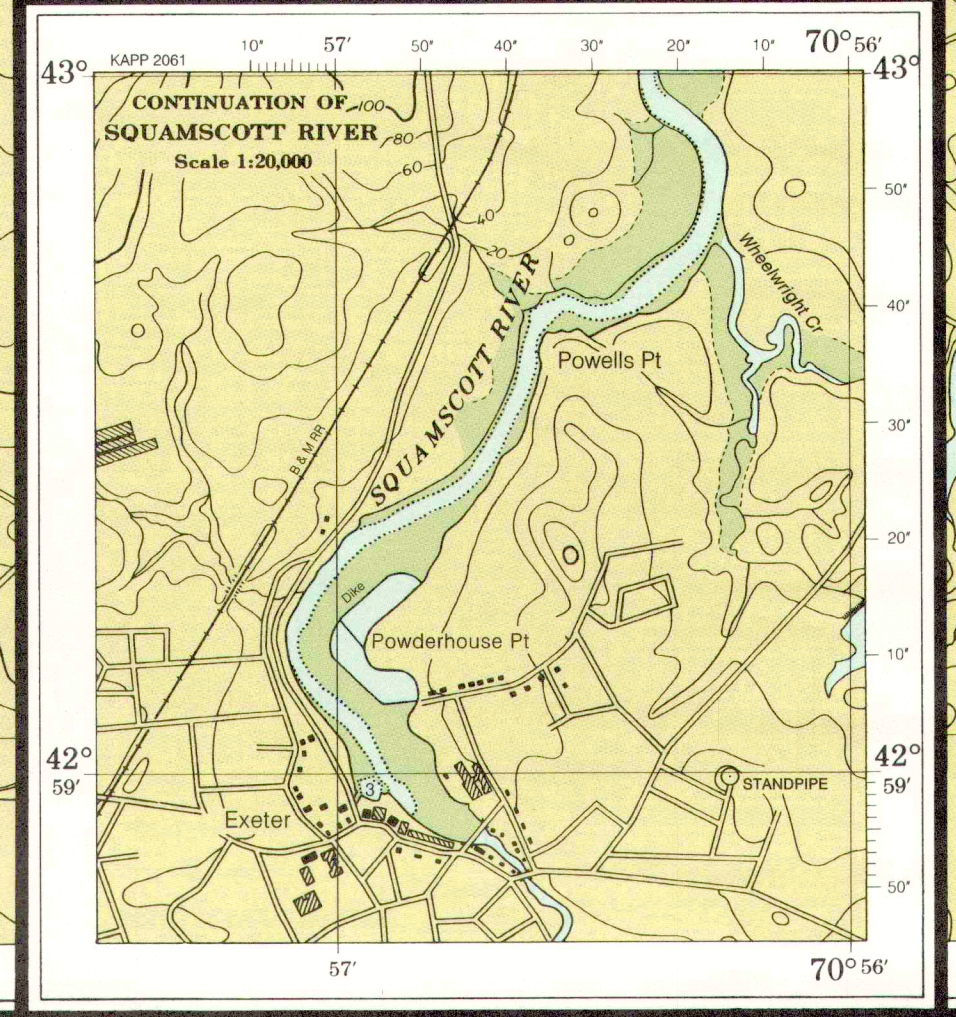 10" 57' 50" 40" 30" 20" 10" 70°56'
KAPP 2061
43° 43°
CONTINUATION OF
SQUAMSCOTT RIVER
Scale 1:20,000
100
80
60
40
20
50"
Wheelwright Cr
SQUAMSCOTT RIVER
40"
Powells Pt
30"
B & M RR
20"
Dike
Powderhouse Pt
10"
42° 59'
42° 59'
3
STANDPIPE
Exeter
50"
57' 70°56'